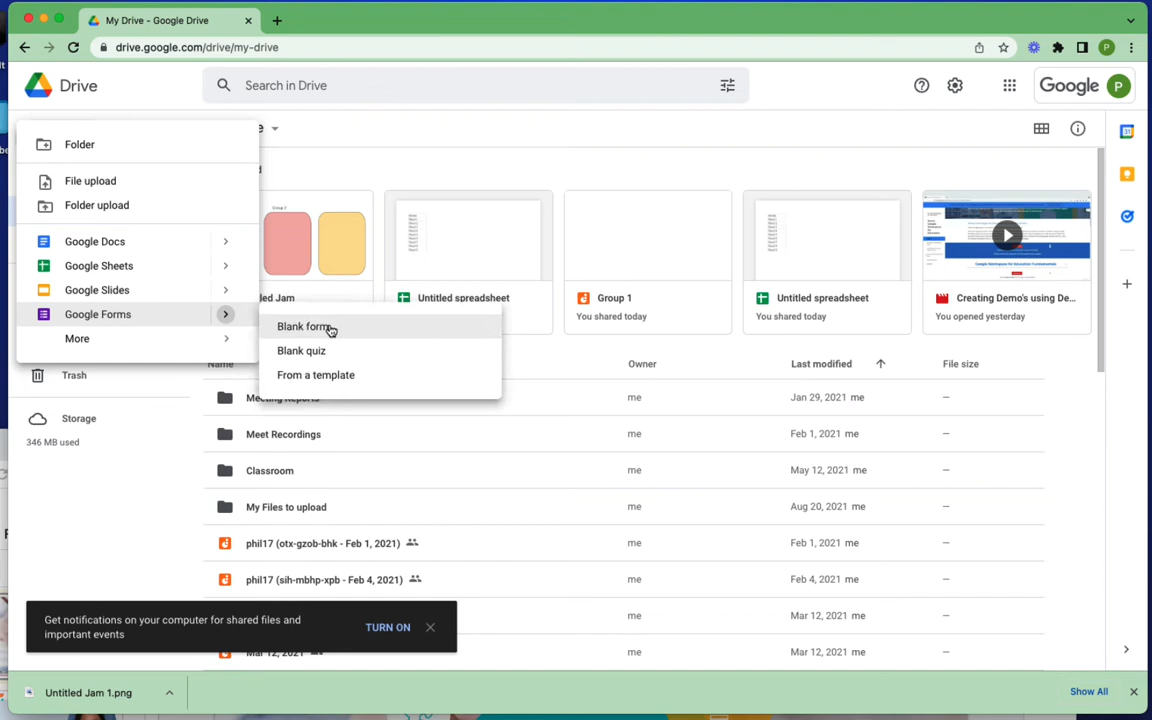 My Drive - Google Drive
drive.google.com/drive/my-drive
P
Drive
Search in Drive
Google
P
Folder
File upload
Folder upload
Google Docs
Google Sheets
Google Slides
Google Forms
More
Blank form
Blank quiz
From a template
Trash
Storage
346 MB used
Group 2
Untitled spreadsheet
Group 1
You shared today
Untitled spreadsheet
You shared today
Creating Demo's using De...
You opened yesterday
Name
Owner
Last modified
File size
Meeting Reports
me
Jan 29, 2021 me
–
Meet Recordings
me
Feb 1, 2021 me
–
Classroom
me
May 12, 2021 me
–
My Files to upload
me
Aug 20, 2021 me
–
phil17 (otx-gzob-bhk - Feb 1, 2021)
me
Feb 1, 2021 me
–
phil17 (sih-mbhp-xpb - Feb 4, 2021)
me
Feb 4, 2021 me
–
me
Mar 12, 2021 me
–
me
Mar 12, 2021 me
–
Get notifications on your computer for shared files and
important events
TURN ON
Untitled Jam 1.png
Show All